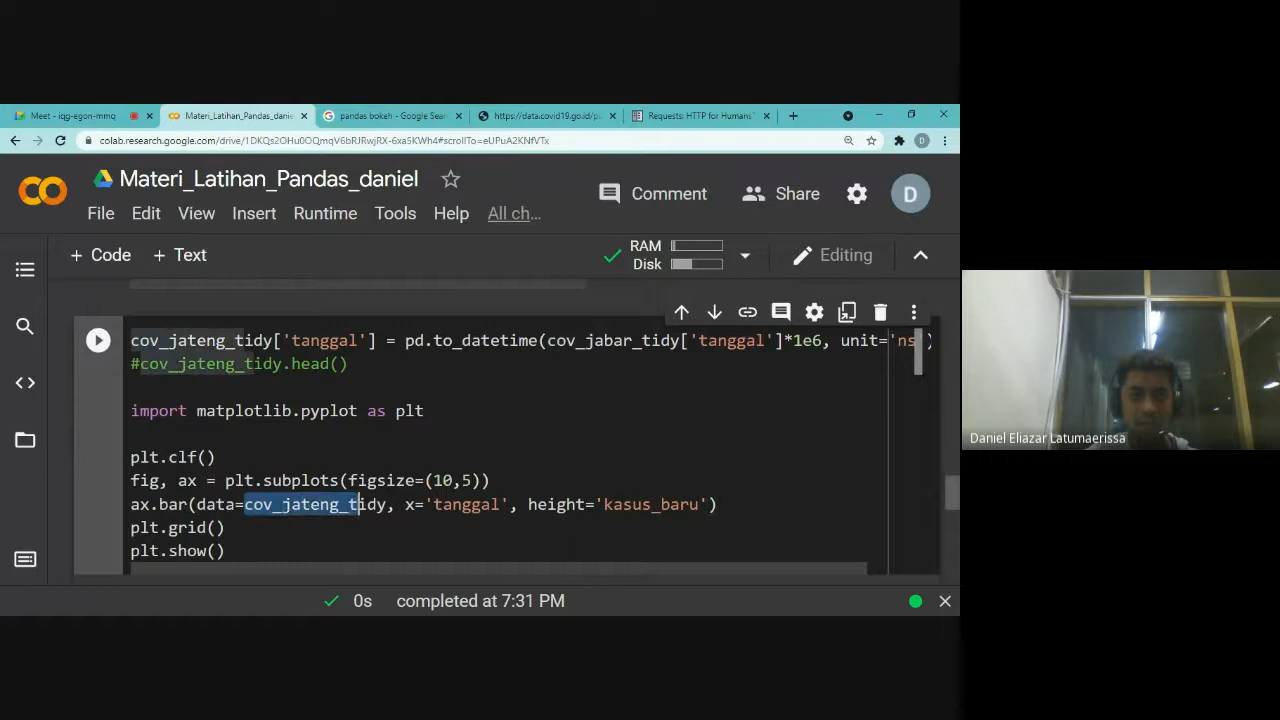 Meet - iqg-egon-mmq
Materi_Latihan_Pandas_danie
pandas bokeh - Google Sear
https://data.covid19.go.id/pu
Requests: HTTP for Humans
colab.research.google.com/drive/1DKQs2OHu0OQmqV6bRJRwjRX-6xa5KWh4#scrollTo=eUPuA2KNfVTx
D
Materi_Latihan_Pandas_daniel
Comment
Share
D
File Edit View Insert Runtime Tools Help All ch...
+ Code + Text
RAM
Disk
Editing
cov_jateng_tidy['tanggal'] = pd.to_datetime(cov_jabar_tidy['tanggal']*1e6, unit='ns')
#cov_jateng_tidy.head()
import matplotlib.pyplot as plt
plt.clf()
fig, ax = plt.subplots(figsize=(10,5))
ax.bar(data=cov_jateng_tidy, x='tanggal', height='kasus_baru')
plt.grid()
plt.show()
0s completed at 7:31 PM
Daniel Eliazar Latumaerissa